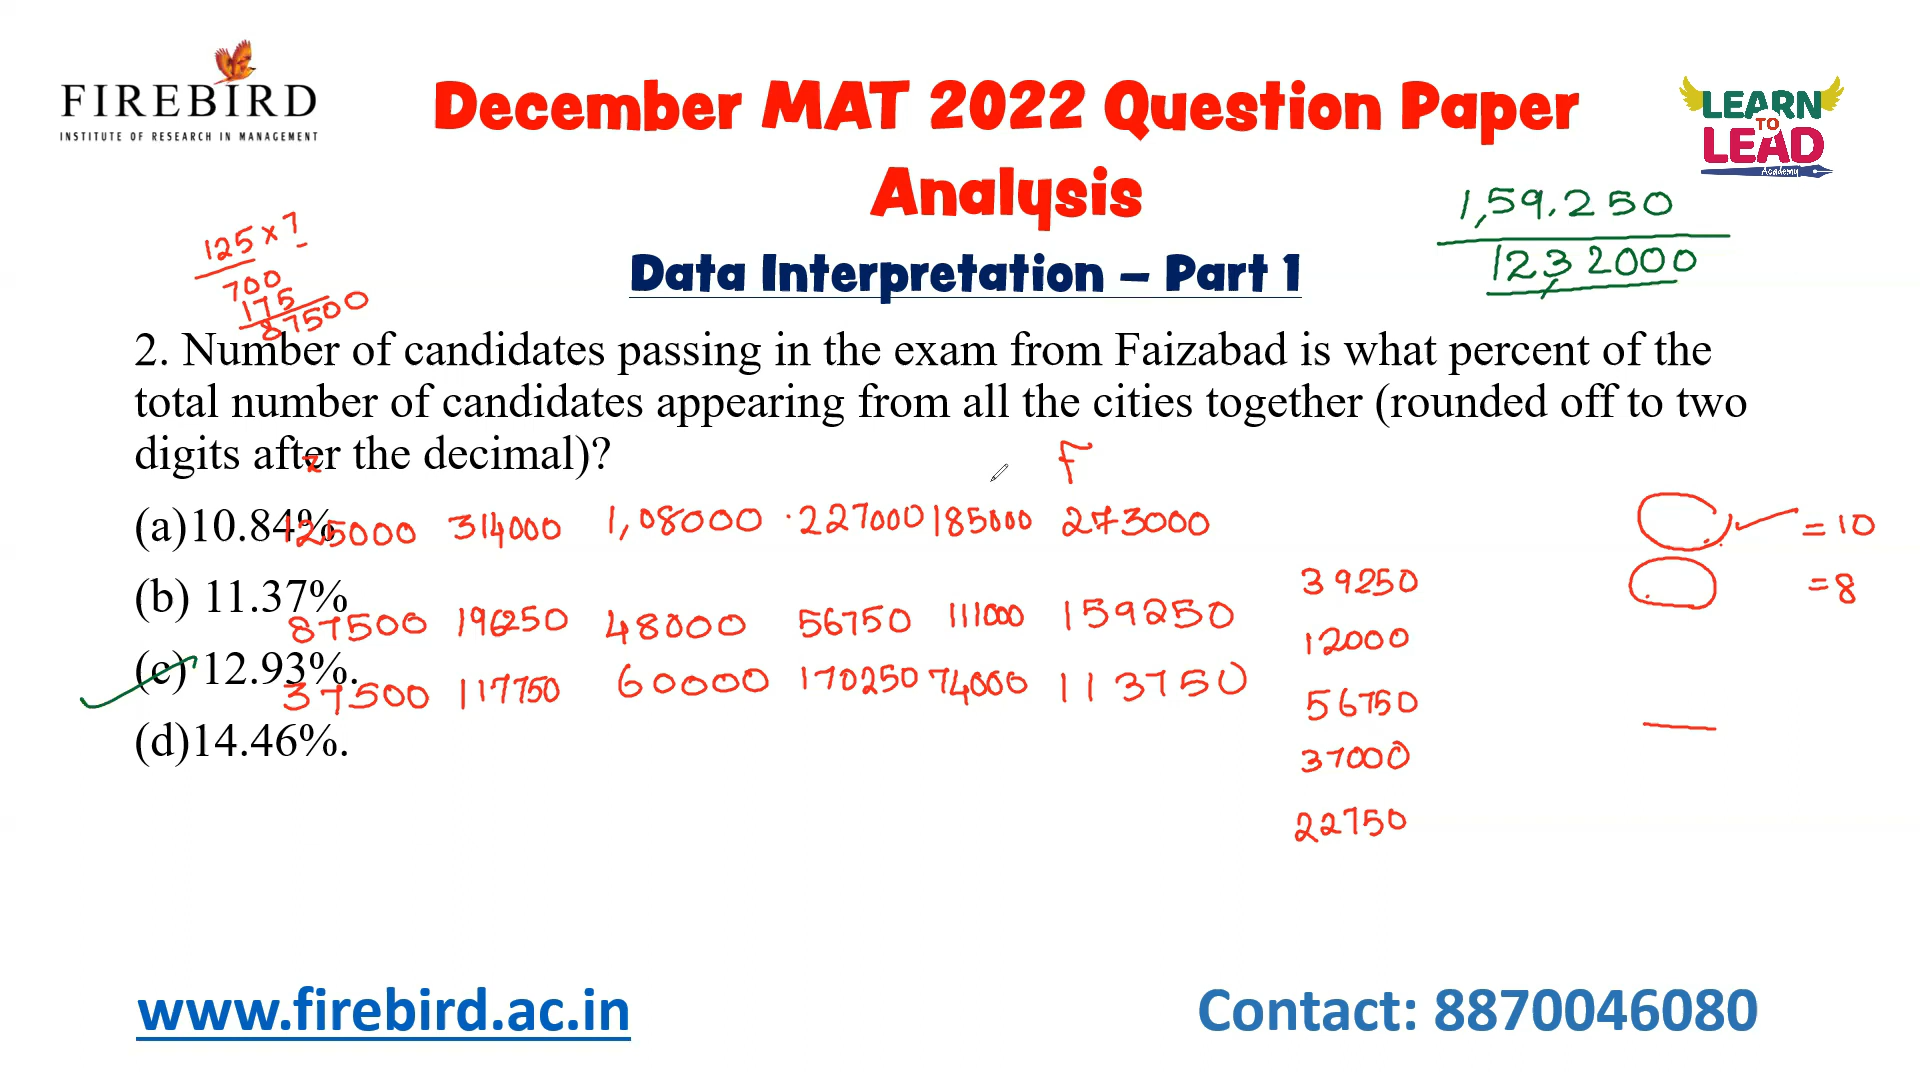 FIREBIRD
INSTITUTE OF RESEARCH IN MANAGEMENT
December MAT 2022 Question Paper
Analysis
LEARN
TO
LEAD
Academy
1,59,250
1232000
125 x 7
700
175
87500
Data Interpretation – Part 1
2. Number of candidates passing in the exam from Faizabad is what percent of the
total number of candidates appearing from all the cities together (rounded off to two
digits after the decimal)?
F
(a)10.84%
125000 314000 1,08000 227000 185000 273000
= 10
(b) 11.37%
87500 196250 48000 56750 111000 159250
39250
= 8
12000
(c) 12.93%.
37500 117750 60000 170250 74000 113750
56750
(d)14.46%.
37000
22750
www.firebird.ac.in
Contact: 8870046080